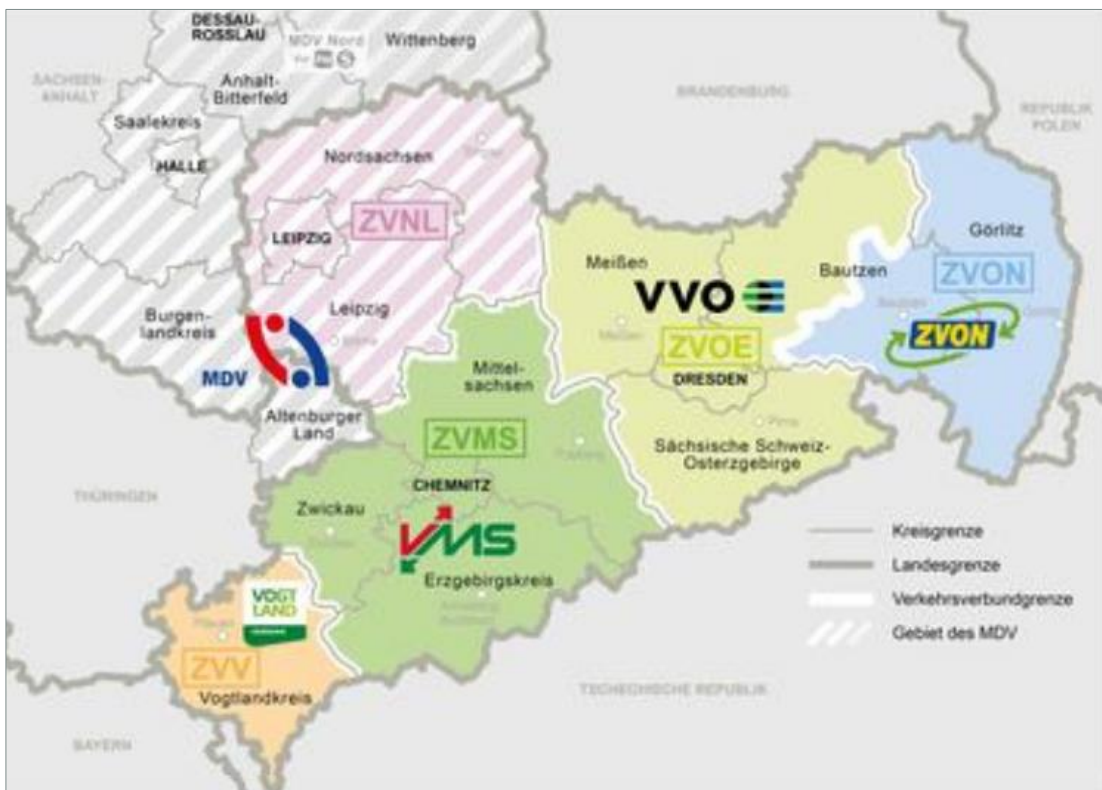 DESSAU-
ROSSLAU
MDV Nord
Wittenberg
SACHSEN-
ANHALT
Anhalt-
Bitterfeld
BRANDENBURG
REPUBLIK
POLEN
Saalekreis
HALLE
Nordsachsen
ZVNL
LEIPZIG
Görlitz
Meißen
Bautzen
ZVON
VVO
Burgen-
landkreis
Leipzig
ZVON
MDV
ZVOE
Mittel-
sachsen
DRESDEN
Altenburger
Land
ZVMS
Pirna
Sächsische Schweiz-
Osterzgebirge
CHEMNITZ
THÜRINGEN
Zwickau
VMS
Erzgebirgskreis
Kreisgrenze
Landesgrenze
Verkehrsverbundgrenze
Gebiet des MDV
VOGT
LAND
Plauen
ZVV
Vogtlandkreis
TSCHECHISCHE REPUBLIK
BAYERN